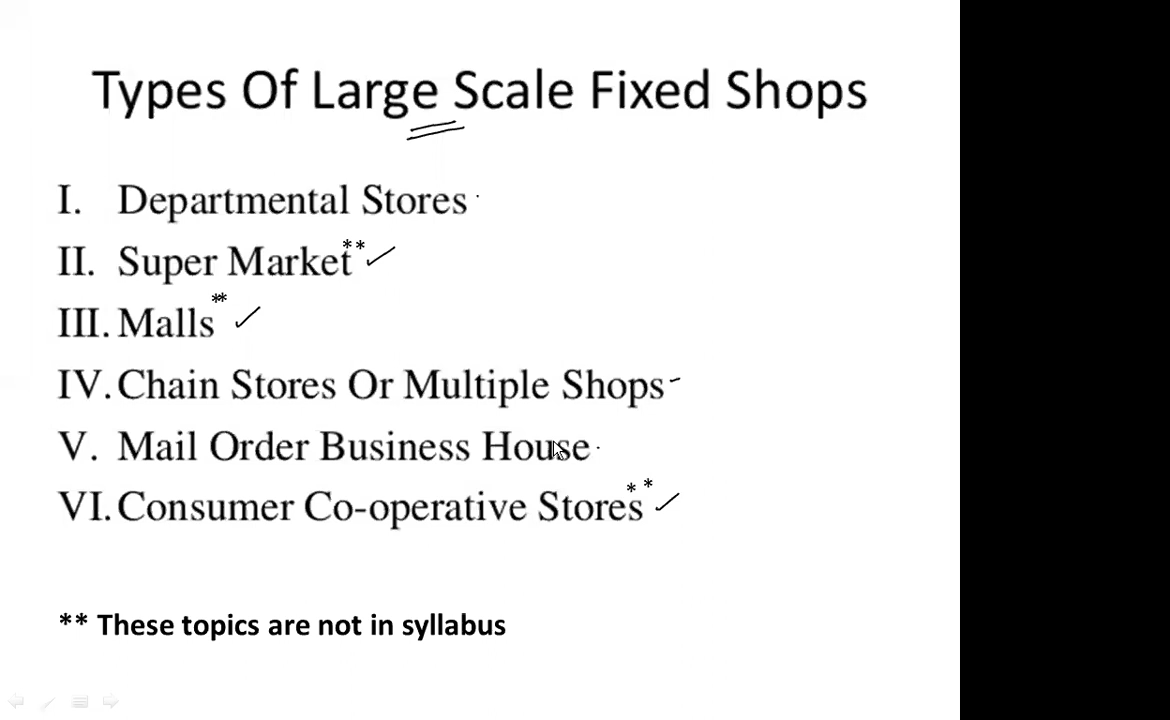 Types Of Large Scale Fixed Shops
I. Departmental Stores
II. Super Market**
III. Malls**
IV. Chain Stores Or Multiple Shops
V. Mail Order Business House
VI. Consumer Co-operative Stores**
** These topics are not in syllabus